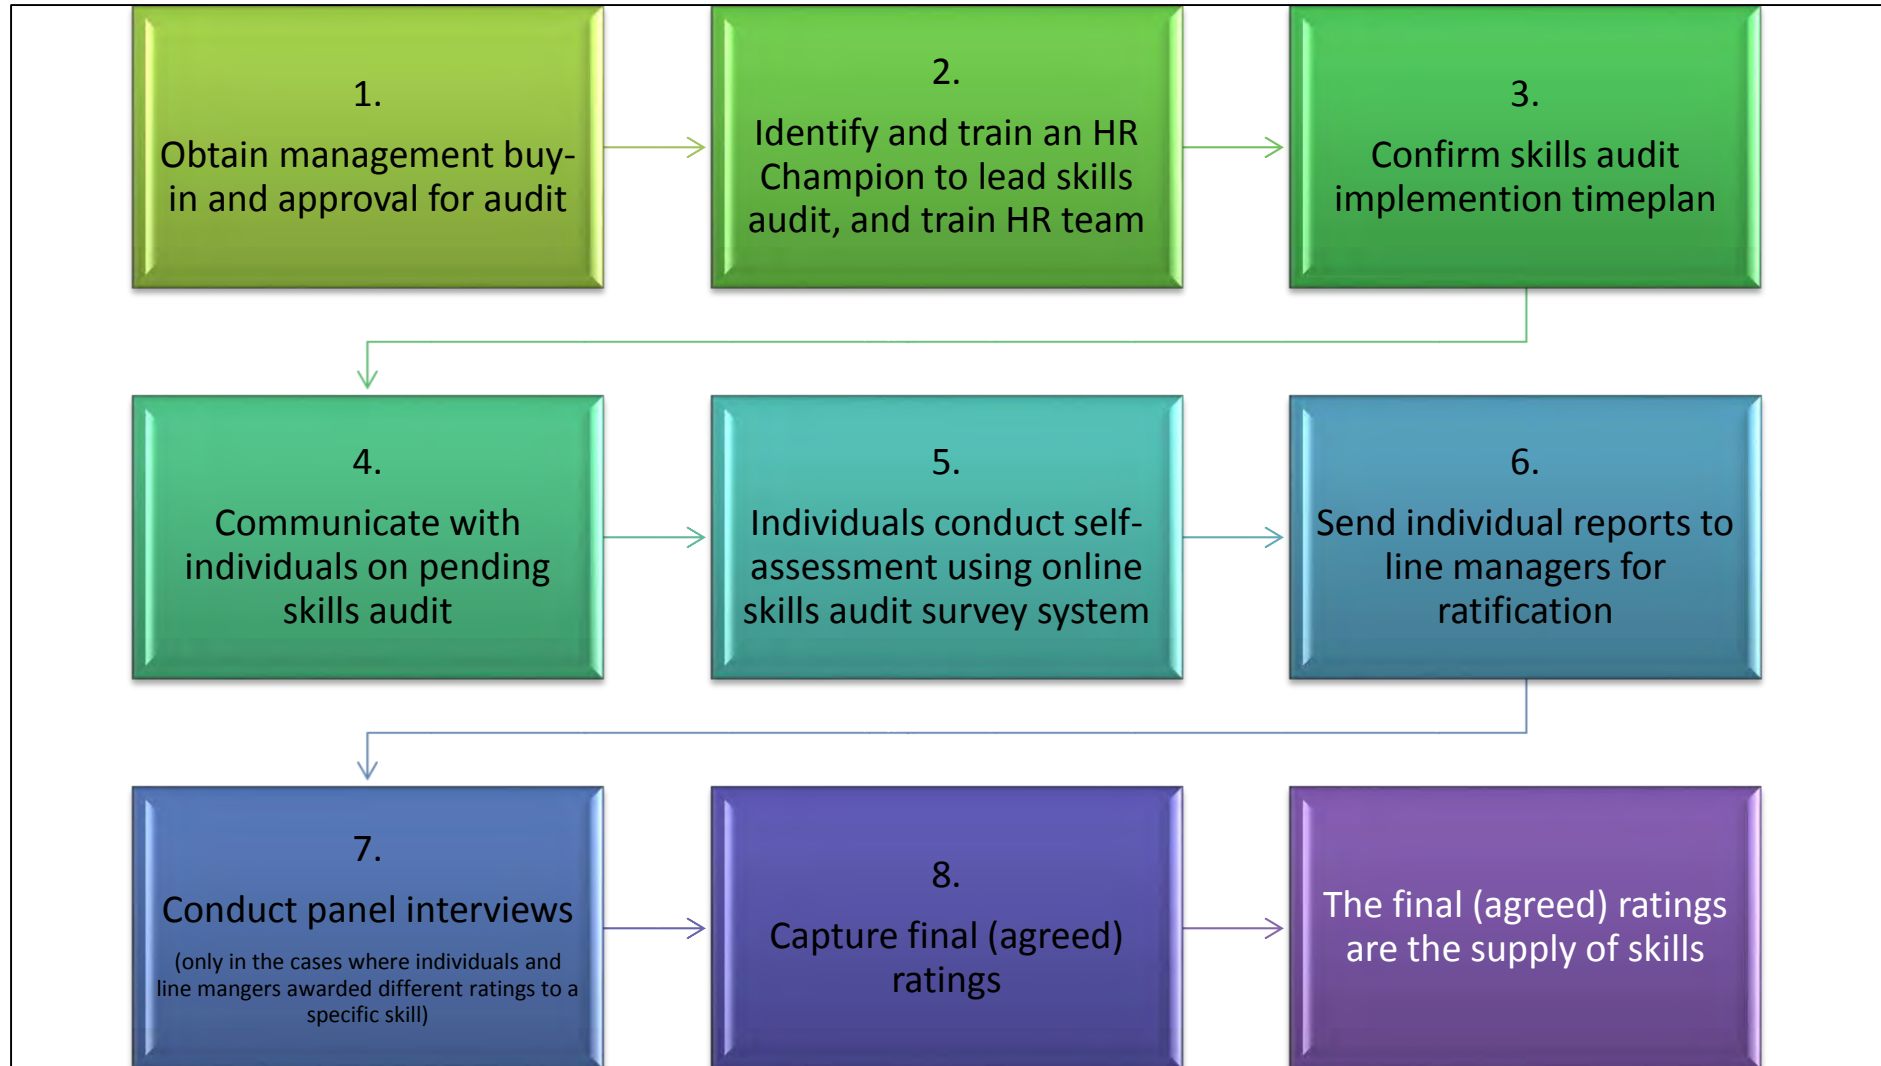 1.
Obtain management buy-
in and approval for audit
2.
Identify and train an HR
Champion to lead skills
audit, and train HR team
3.
Confirm skills audit
implemention timeplan
4.
Communicate with
individuals on pending
skills audit
5.
Individuals conduct self-
assessment using online
skills audit survey system
6.
Send individual reports to
line managers for
ratification
7.
Conduct panel interviews
(only in the cases where individuals and
line mangers awarded different ratings to a
specific skill)
8.
Capture final (agreed)
ratings
The final (agreed) ratings
are the supply of skills